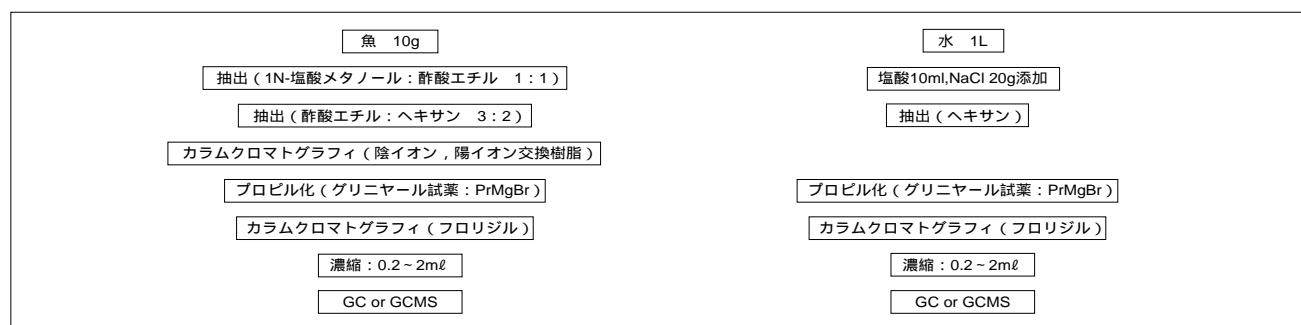 魚　10g
抽出（1N-塩酸メタノール：酢酸エチル　1：1）
抽出（酢酸エチル：ヘキサン　3：2）
カラムクロマトグラフィ（陰イオン，陽イオン交換樹脂）
プロピル化（グリニヤール試薬：PrMgBr）
カラムクロマトグラフィ（フロリジル）
濃縮：0.2～2mℓ
GC or GCMS
水　1L
塩酸10ml,NaCl 20g添加
抽出（ヘキサン）
プロピル化（グリニヤール試薬：PrMgBr）
カラムクロマトグラフィ（フロリジル）
濃縮：0.2～2mℓ
GC or GCMS